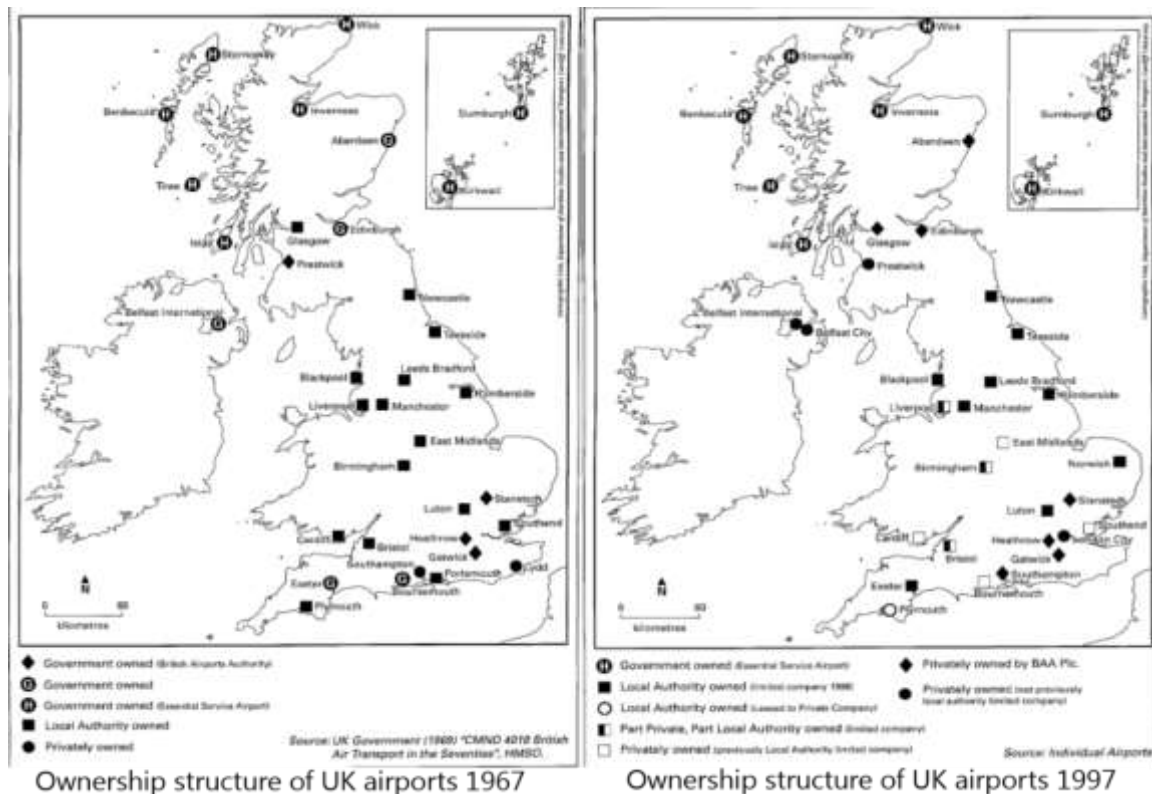 Wick
Stornoway
Benbecula
Inverness
Sumburgh
Aberdeen
Tiree
Kirkwall
Islay
Glasgow
Edinburgh
Prestwick
Newcastle
Belfast International
Teesside
Blackpool
Leeds Bradford
Humberside
Liverpool
Manchester
East Midlands
Birmingham
Stansted
Luton
Southend
Cardiff
Heathrow
Bristol
Gatwick
Southampton
Lydd
Exeter
Portsmouth
Bournemouth
Plymouth
N
0 60
kilometres
Government owned (British Airports Authority)
G Government owned
H Government owned (Essential Service Airport)
Local Authority owned
Privately owned
Source: UK Government (1969) "CMND 4018 British
Air Transport in the Seventies", HMSO.
Ownership structure of UK airports 1967
Wick
Stornoway
Benbecula
Inverness
Sumburgh
Aberdeen
Tiree
Kirkwall
Islay
Glasgow
Edinburgh
Prestwick
Newcastle
Belfast International
Belfast City
Teesside
Blackpool
Leeds Bradford
Humberside
Liverpool
Manchester
East Midlands
Birmingham
Norwich
Stansted
Luton
Southend
Cardiff
Heathrow
London City
Bristol
Gatwick
Southampton
Exeter
Bournemouth
Plymouth
N
0 60
kilometres
H Government owned (Essential Service Airport)
Local Authority owned (limited company 1986)
Local Authority owned (Leased to Private Company)
Part Private, Part Local Authority owned (limited company)
Privately owned (previously Local Authority limited company)
Privately owned by BAA Plc.
Privately owned (not previously
local authority limited company)
Source: Individual Airports
Ownership structure of UK airports 1997